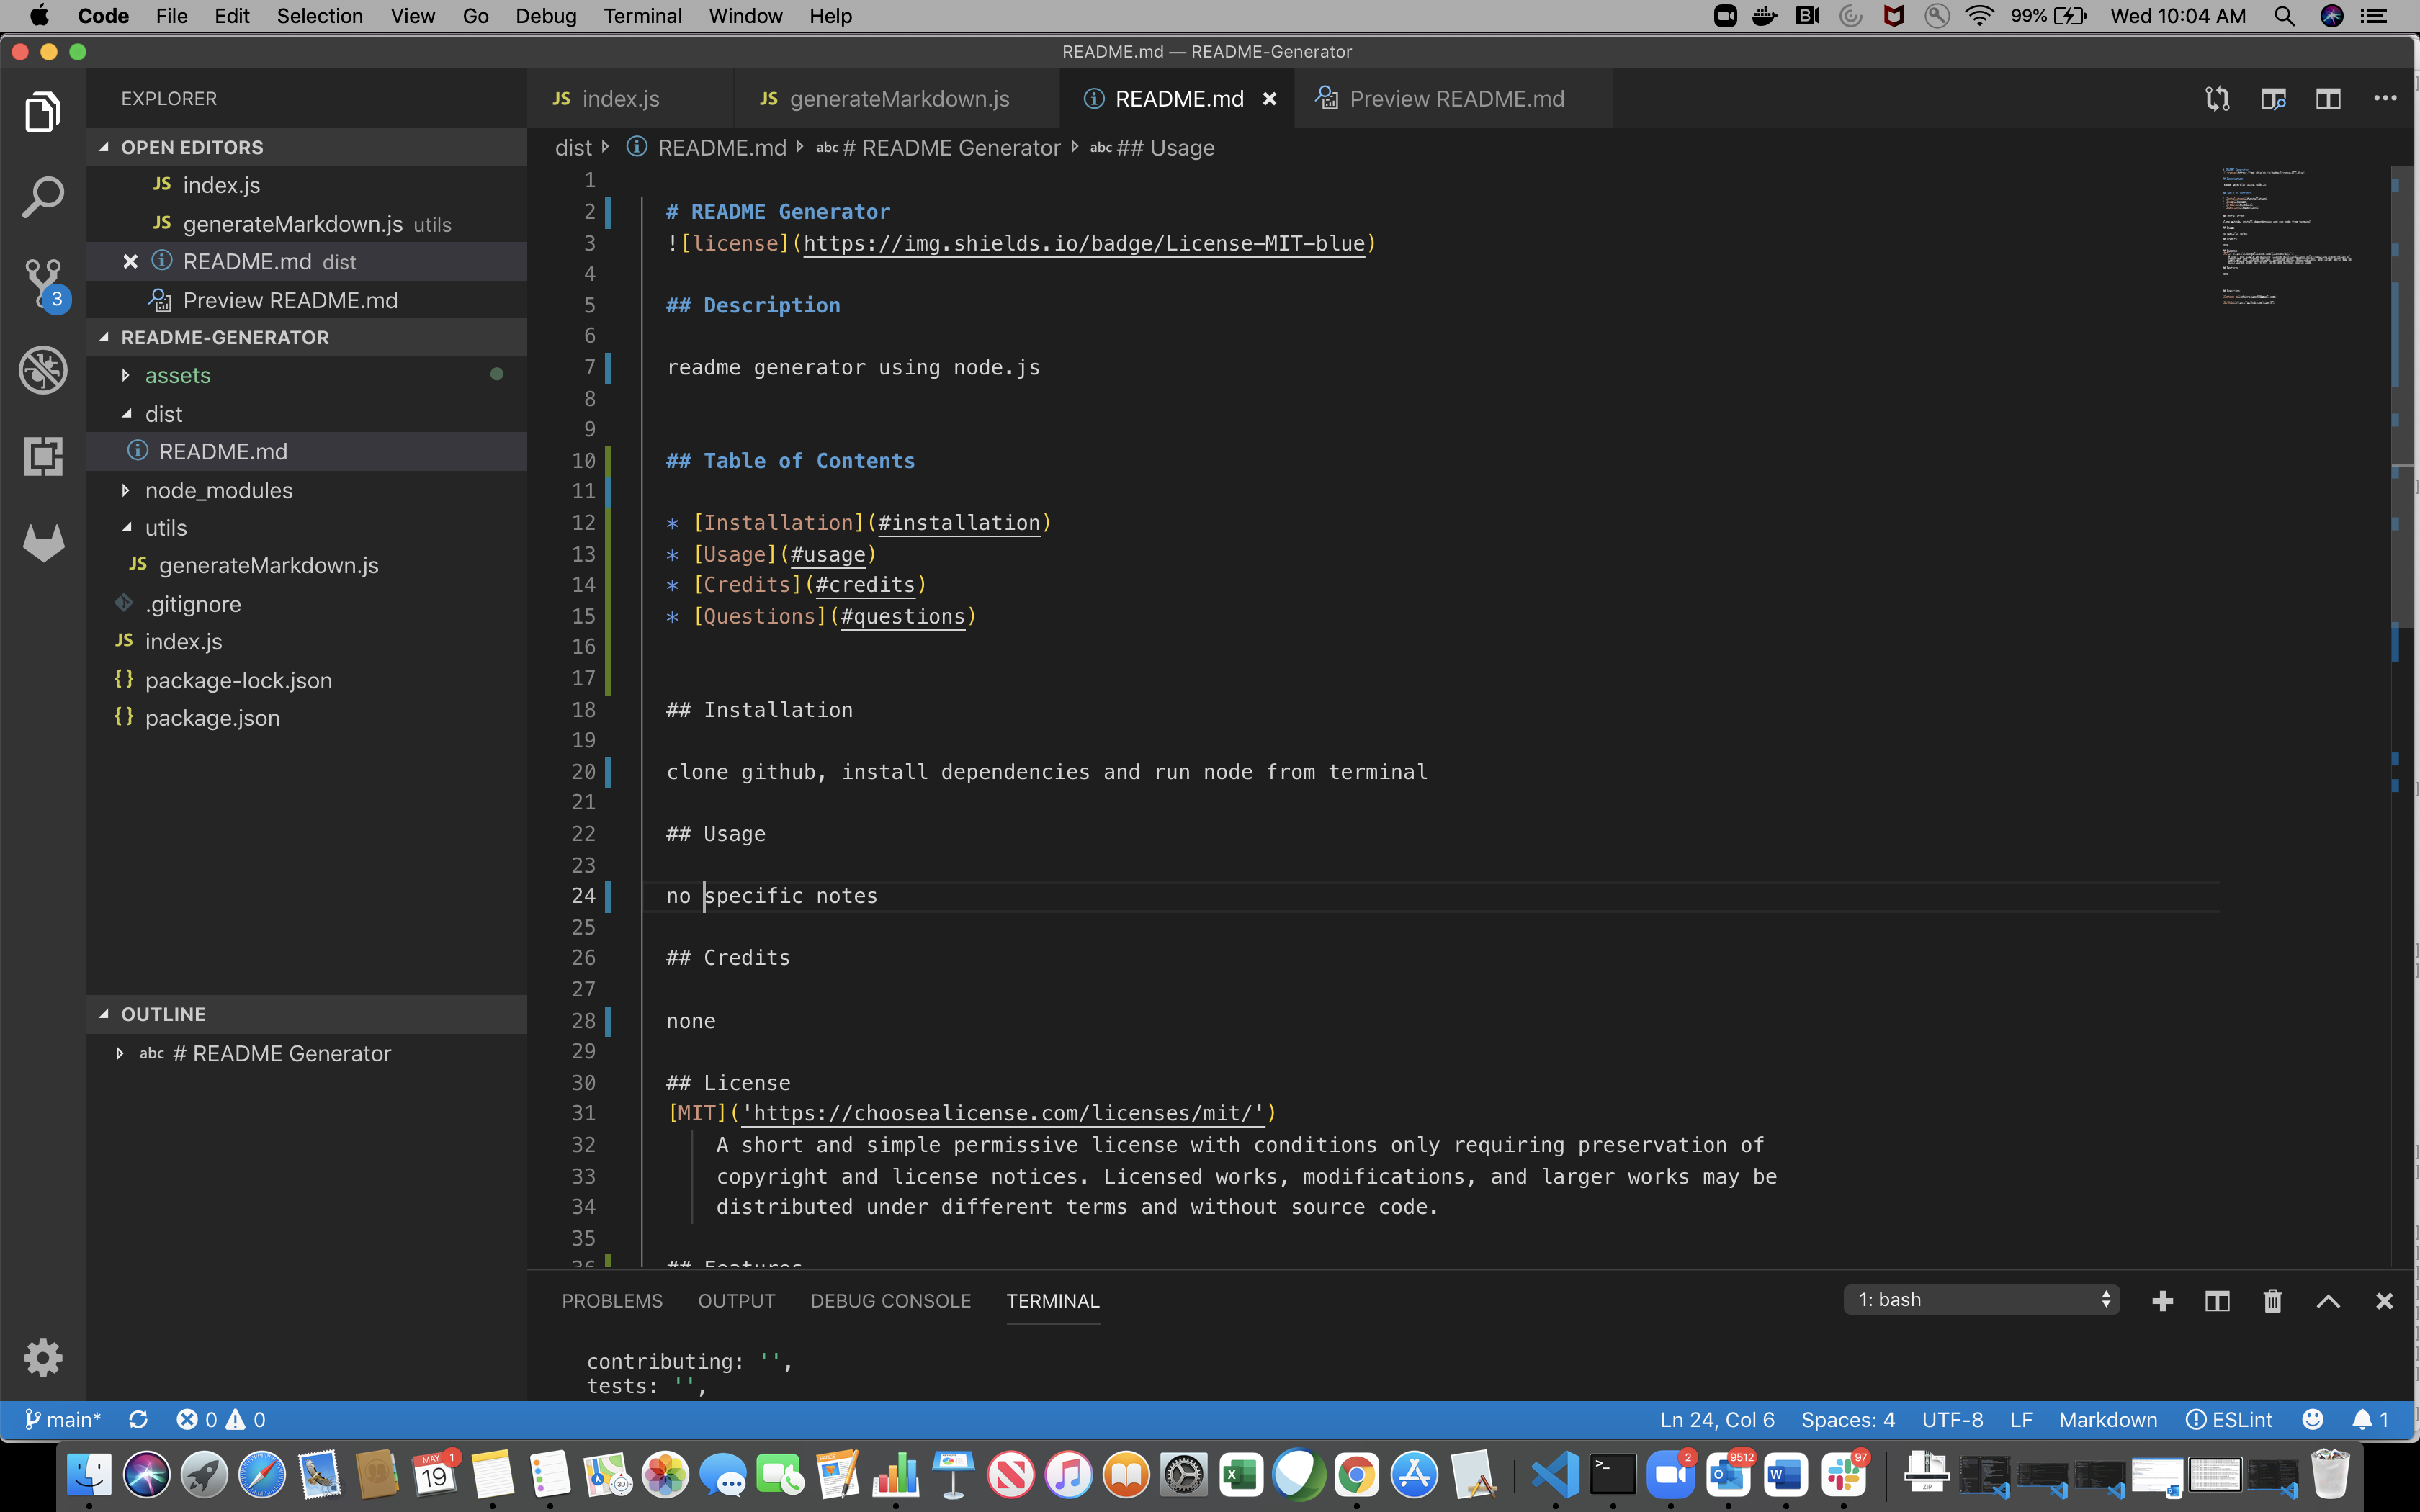 Code File Edit Selection View Go Debug Terminal Window Help 99% Wed 10:04 AM
README.md — README-Generator
EXPLORER
OPEN EDITORS
JS index.js
JS generateMarkdown.js utils
README.md dist
Preview README.md
3
README-GENERATOR
assets
dist
README.md
node_modules
utils
JS generateMarkdown.js
.gitignore
JS index.js
{} package-lock.json
{} package.json
OUTLINE
abc # README Generator
JS index.js JS generateMarkdown.js README.md Preview README.md
dist README.md abc # README Generator abc ## Usage
1
2 # README Generator
3 ![license](https://img.shields.io/badge/License-MIT-blue)
4
5 ## Description
6
7 readme generator using node.js
8
9
10 ## Table of Contents
11
12 * [Installation](#installation)
13 * [Usage](#usage)
14 * [Credits](#credits)
15 * [Questions](#questions)
16
17
18 ## Installation
19
20 clone github, install dependencies and run node from terminal
21
22 ## Usage
23
24 no specific notes
25
26 ## Credits
27
28 none
29
30 ## License
31 [MIT]('https://choosealicense.com/licenses/mit/')
32 A short and simple permissive license with conditions only requiring preservation of
33 copyright and license notices. Licensed works, modifications, and larger works may be
34 distributed under different terms and without source code.
35
36 ## Features
PROBLEMS OUTPUT DEBUG CONSOLE TERMINAL 1: bash
contributing: '',
tests: '',
main* 0 0 Ln 24, Col 6 Spaces: 4 UTF-8 LF Markdown ESLint 1
MAY 19 1 2 9512 97
ZIP